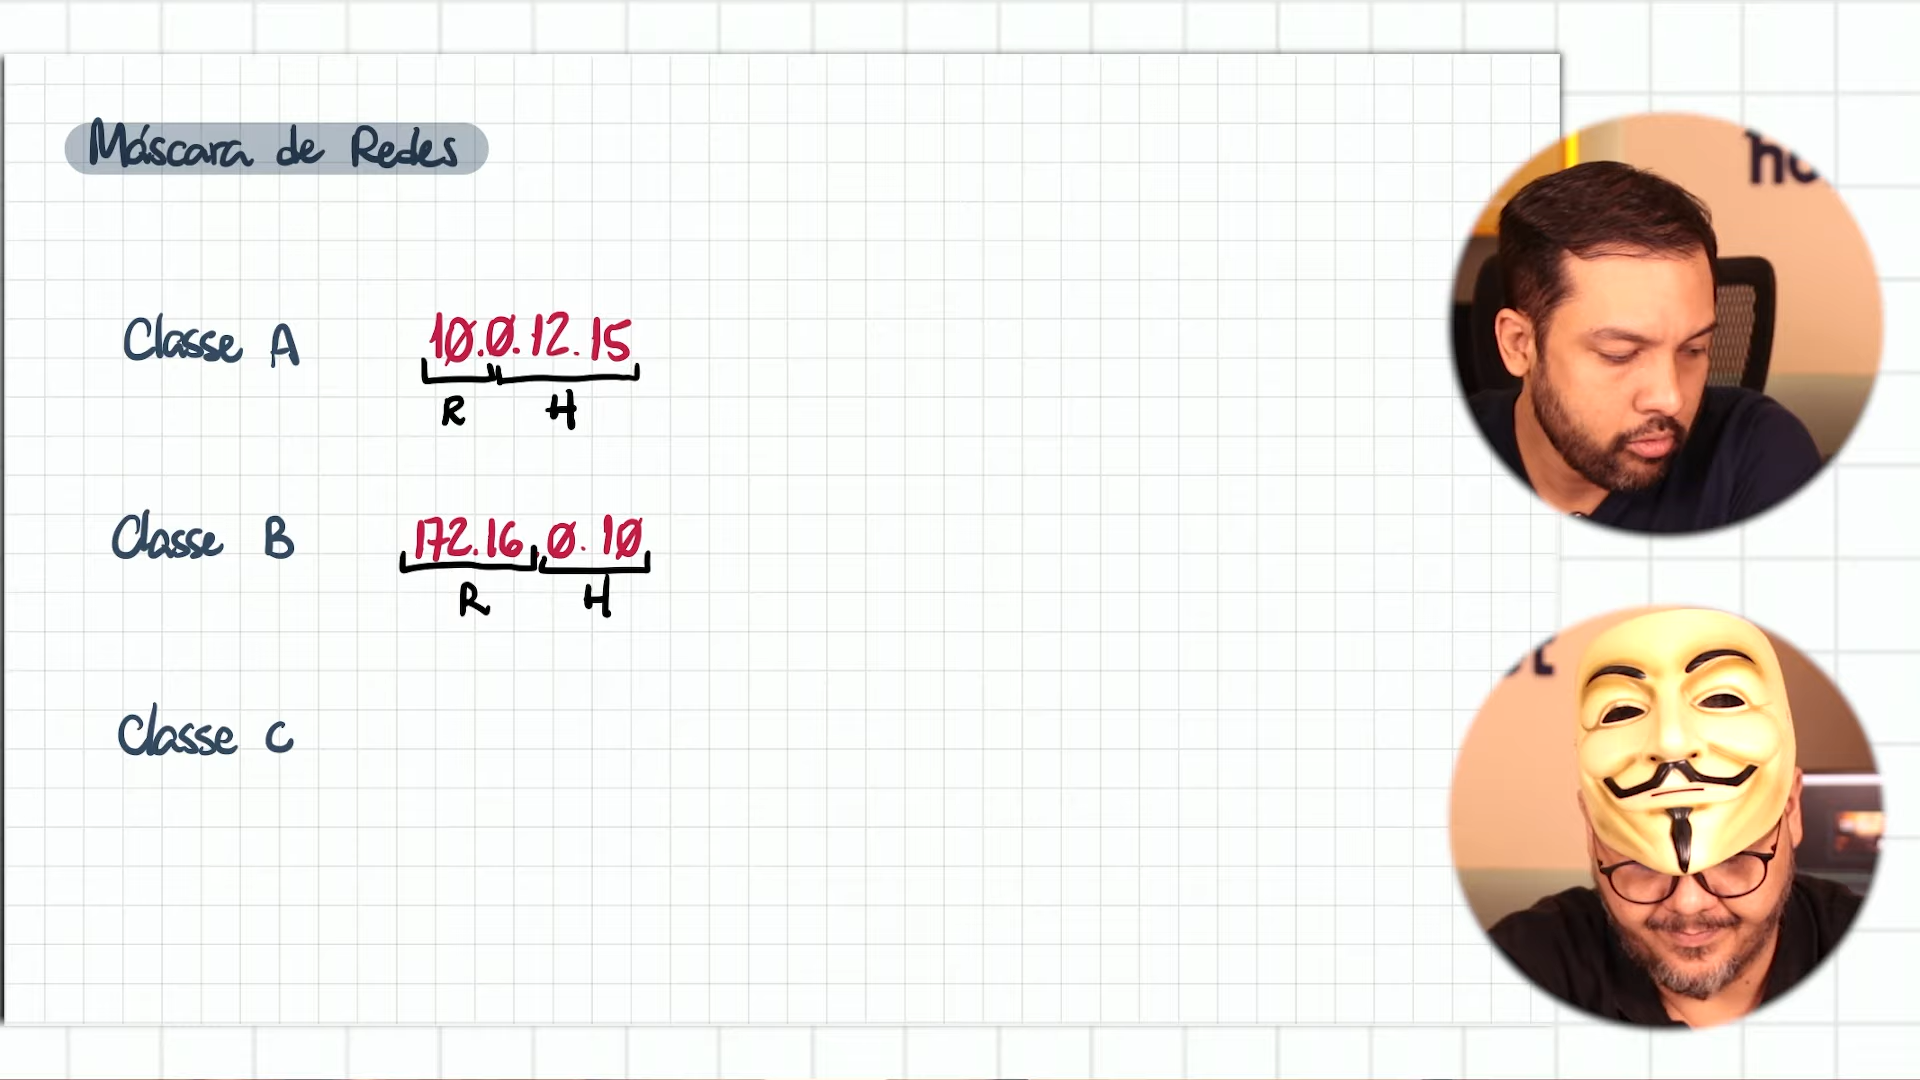 Máscara de Redes
Classe A 10.0.12.15
R H
Classe B 172.16.0.10
R H
Classe C